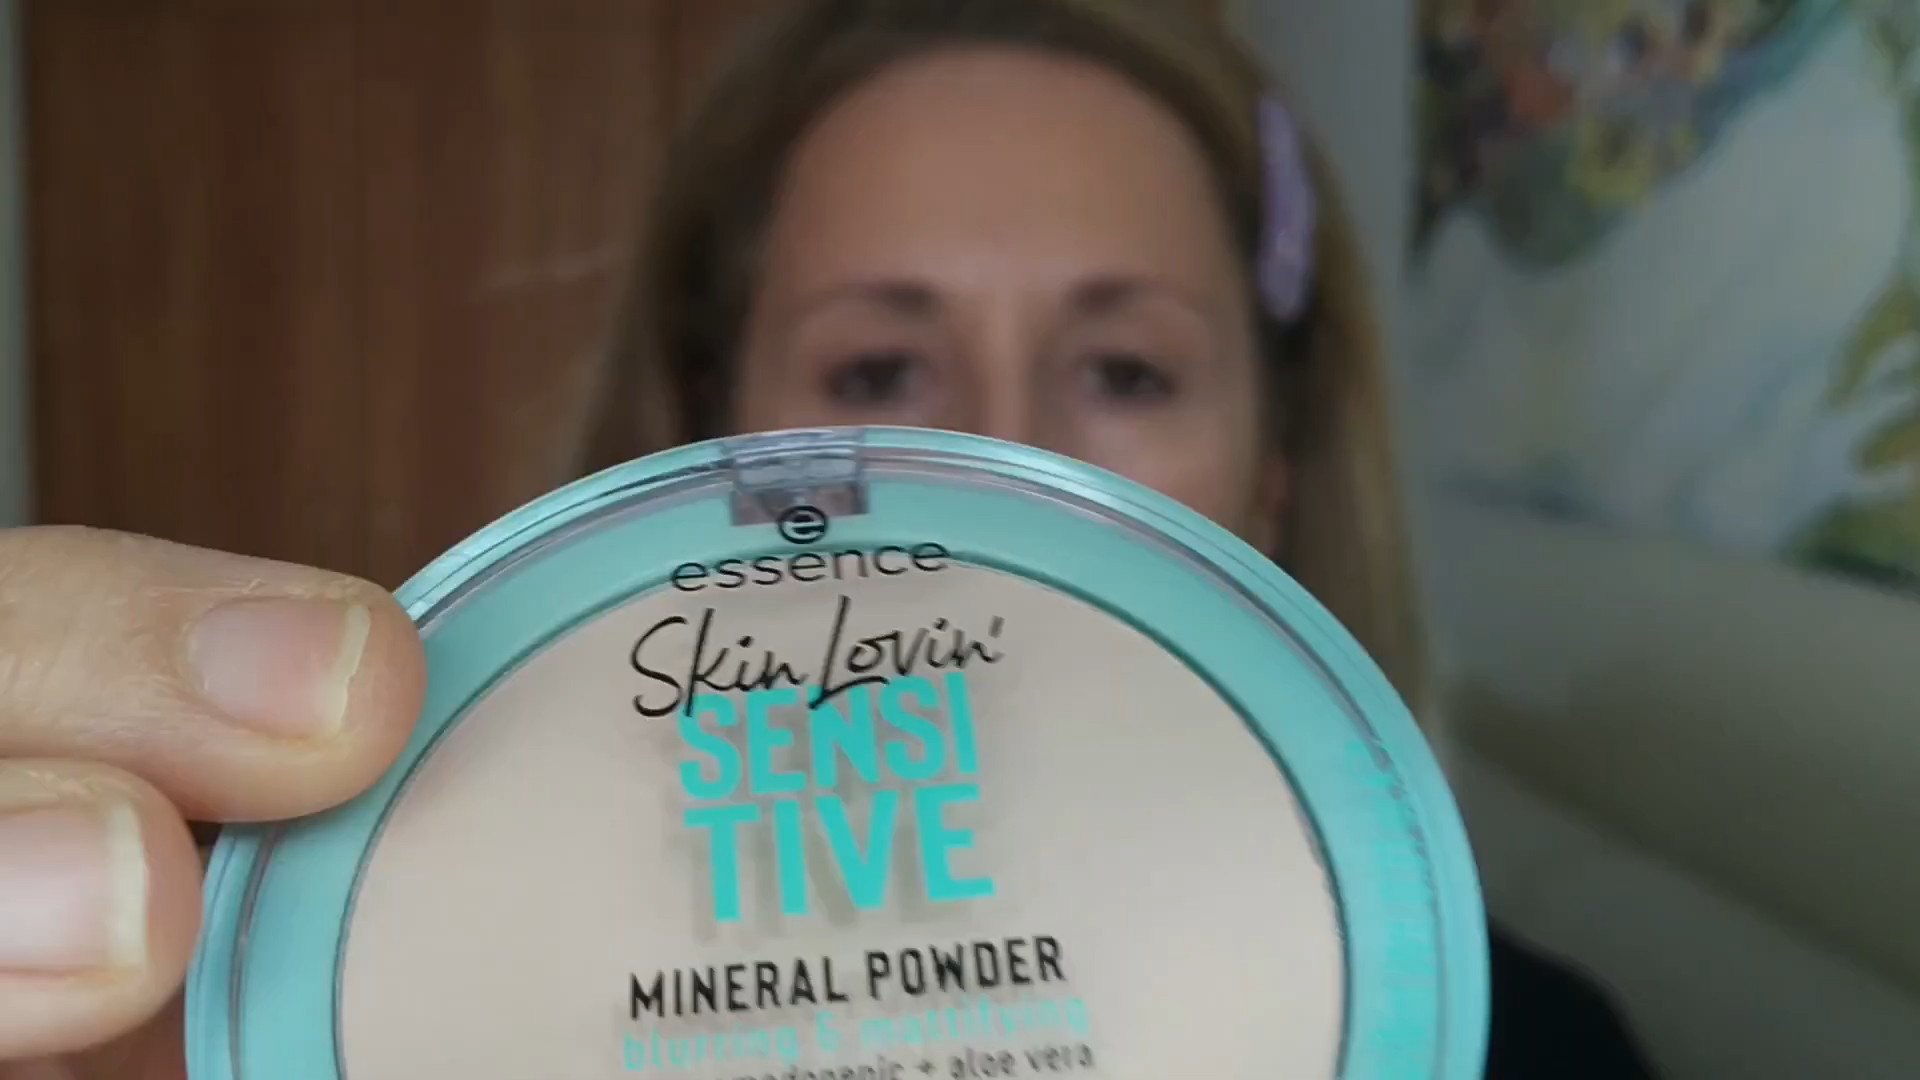 e
essence
Skin Lovin'
SENSI
TIVE
MINERAL POWDER
blurring & mattifying
+ aloe vera